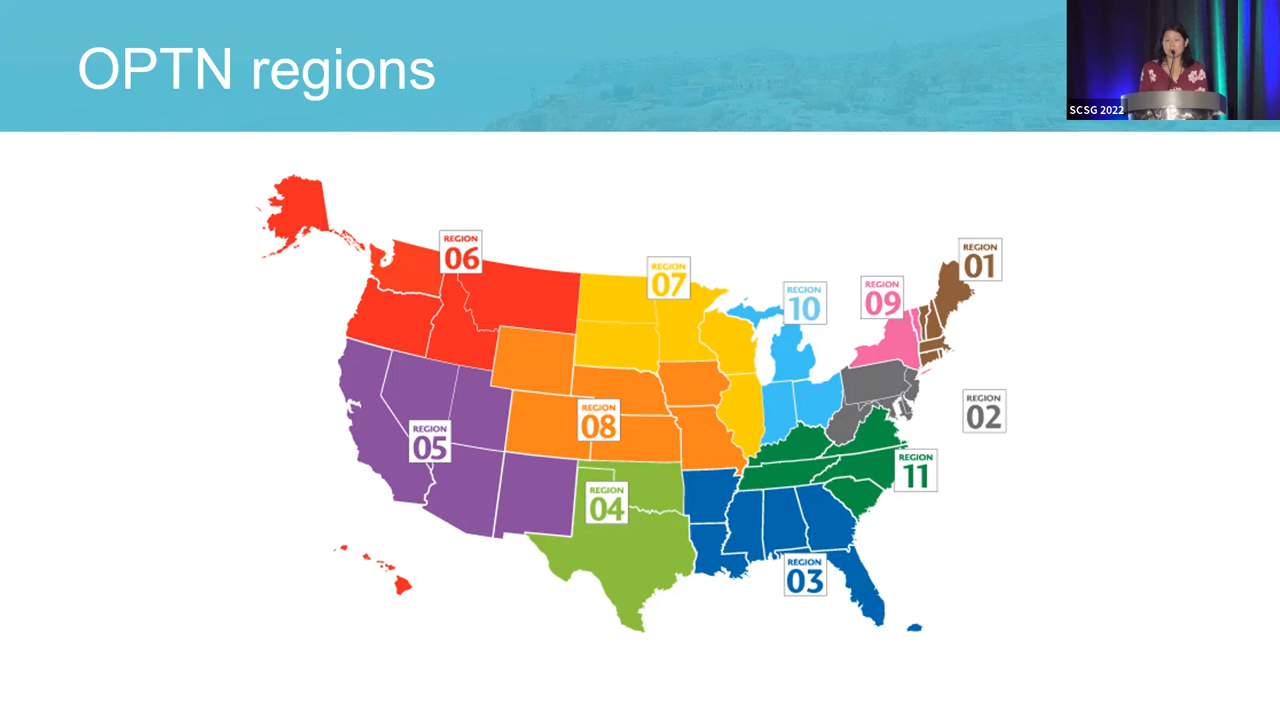 OPTN regions
SCSG 2022
REGION
06
REGION
07
REGION
10
REGION
09
REGION
01
REGION
05
REGION
08
REGION
02
REGION
11
REGION
04
REGION
03